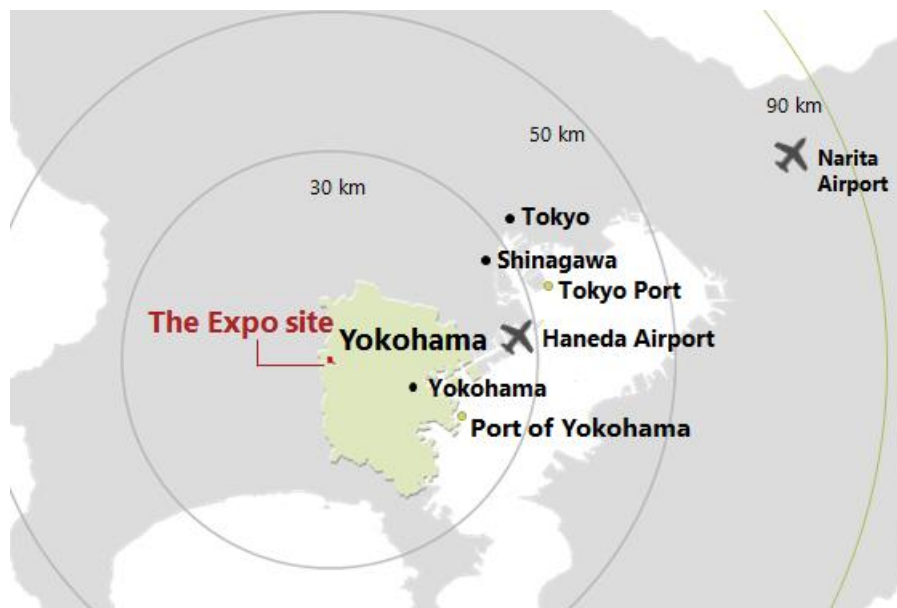 90 km
50 km
Narita
Airport
30 km
Tokyo
Shinagawa
Tokyo Port
The Expo site
Yokohama
Haneda Airport
Yokohama
Port of Yokohama